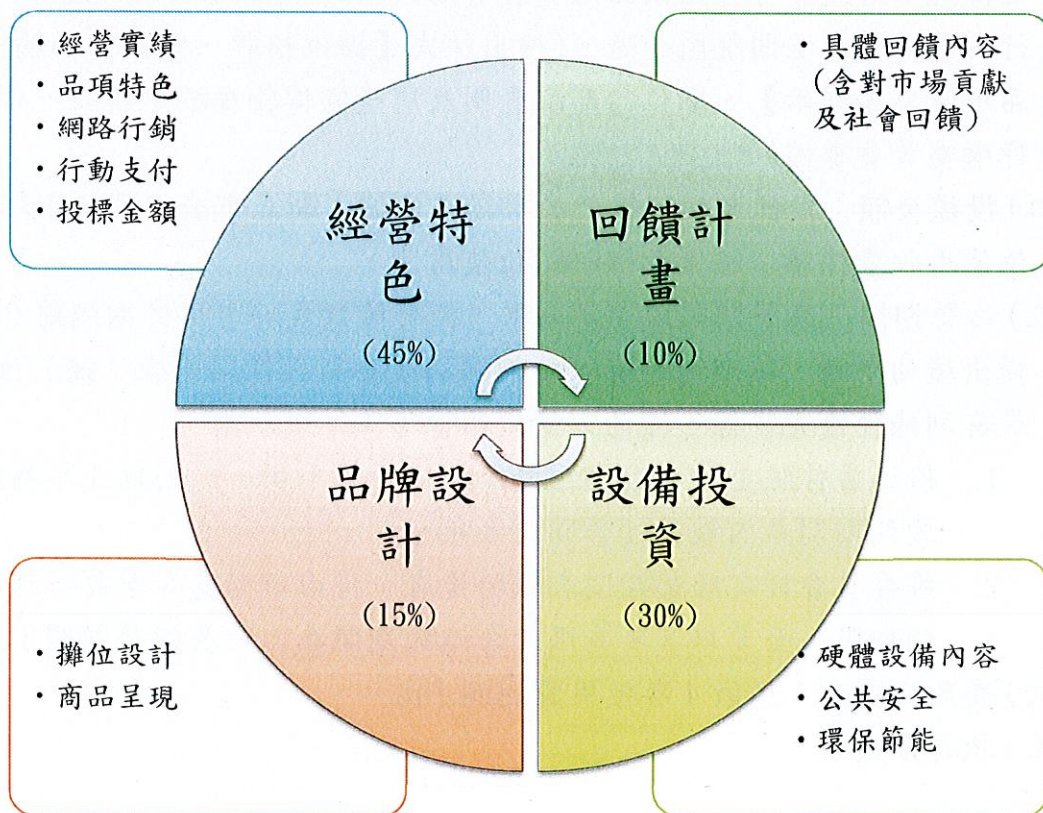 ・經營實績
・品項特色
・網路行銷
・行動支付
・投標金額
・具體回饋內容
(含對市場貢獻
及社會回饋)
經營特
色
(45%)
回饋計
畫
(10%)
品牌設
計
(15%)
設備投
資
(30%)
・攤位設計
・商品呈現
・硬體設備內容
・公共安全
・環保節能